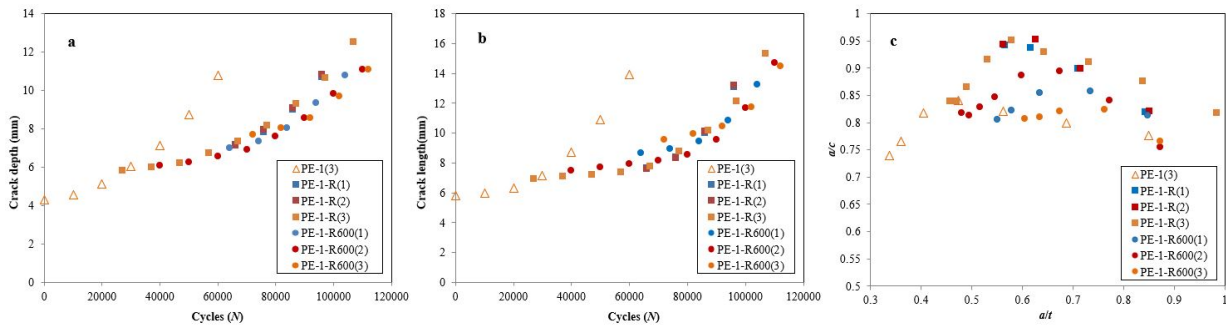 a
Crack depth (mm)
14
12
10
8
6
4
2
0
0 20000 40000 60000 80000 100000 120000
Cycles (N)
PE-1(3)
PE-1-R(1)
PE-1-R(2)
PE-1-R(3)
PE-1-R600(1)
PE-1-R600(2)
PE-1-R600(3)
b
Crack length(mm)
18
16
14
12
10
8
6
4
2
0
0 20000 40000 60000 80000 100000 120000
Cycles (N)
PE-1(3)
PE-1-R(1)
PE-1-R(2)
PE-1-R(3)
PE-1-R600(1)
PE-1-R600(2)
PE-1-R600(3)
c
a/c
1
0.95
0.9
0.85
0.8
0.75
0.7
0.65
0.6
0.55
0.5
0.3 0.4 0.5 0.6 0.7 0.8 0.9 1
a/t
PE-1(3)
PE-1-R(1)
PE-1-R(2)
PE-1-R(3)
PE-1-R600(1)
PE-1-R600(2)
PE-1-R600(3)